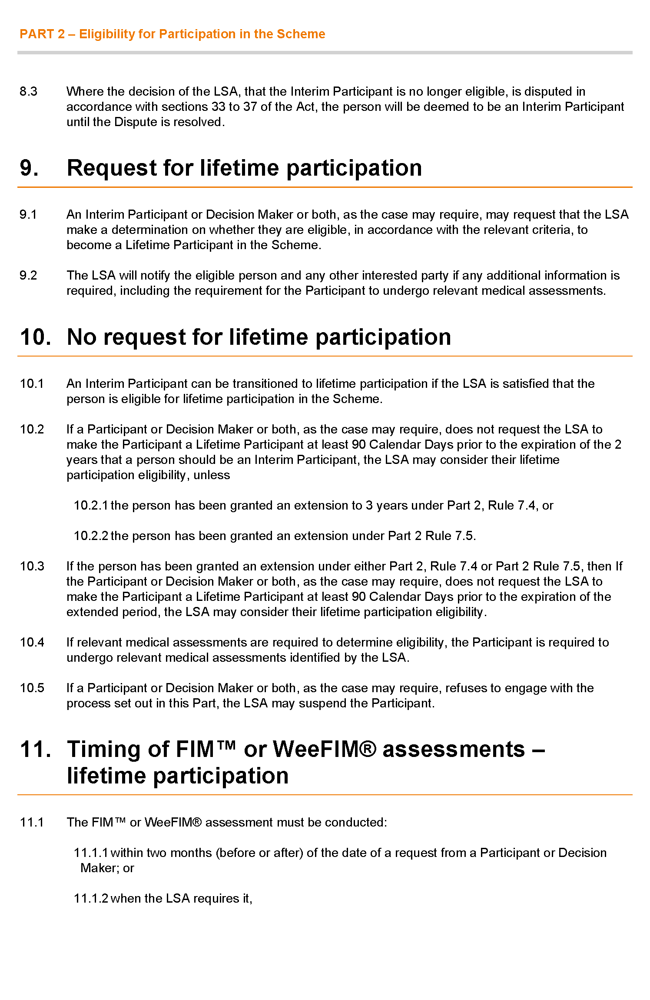 PART 2 – Eligibility for Participation in the Scheme
8.3 Where the decision of the LSA, that the Interim Participant is no longer eligible, is disputed in
accordance with sections 33 to 37 of the Act, the person will be deemed to be an Interim Participant
until the Dispute is resolved.
9. Request for lifetime participation
9.1 An Interim Participant or Decision Maker or both, as the case may require, may request that the LSA
make a determination on whether they are eligible, in accordance with the relevant criteria, to
become a Lifetime Participant in the Scheme.
9.2 The LSA will notify the eligible person and any other interested party if any additional information is
required, including the requirement for the Participant to undergo relevant medical assessments.
10. No request for lifetime participation
10.1 An Interim Participant can be transitioned to lifetime participation if the LSA is satisfied that the
person is eligible for lifetime participation in the Scheme.
10.2 If a Participant or Decision Maker or both, as the case may require, does not request the LSA to
make the Participant a Lifetime Participant at least 90 Calendar Days prior to the expiration of the 2
years that a person should be an Interim Participant, the LSA may consider their lifetime
participation eligibility, unless
10.2.1 the person has been granted an extension to 3 years under Part 2, Rule 7.4, or
10.2.2 the person has been granted an extension under Part 2 Rule 7.5.
10.3 If the person has been granted an extension under either Part 2, Rule 7.4 or Part 2 Rule 7.5, then If
the Participant or Decision Maker or both, as the case may require, does not request the LSA to
make the Participant a Lifetime Participant at least 90 Calendar Days prior to the expiration of the
extended period, the LSA may consider their lifetime participation eligibility.
10.4 If relevant medical assessments are required to determine eligibility, the Participant is required to
undergo relevant medical assessments identified by the LSA.
10.5 If a Participant or Decision Maker or both, as the case may require, refuses to engage with the
process set out in this Part, the LSA may suspend the Participant.
11. Timing of FIM™ or WeeFIM® assessments –
lifetime participation
11.1 The FIM™ or WeeFIM® assessment must be conducted:
11.1.1 within two months (before or after) of the date of a request from a Participant or Decision
Maker; or
11.1.2 when the LSA requires it,